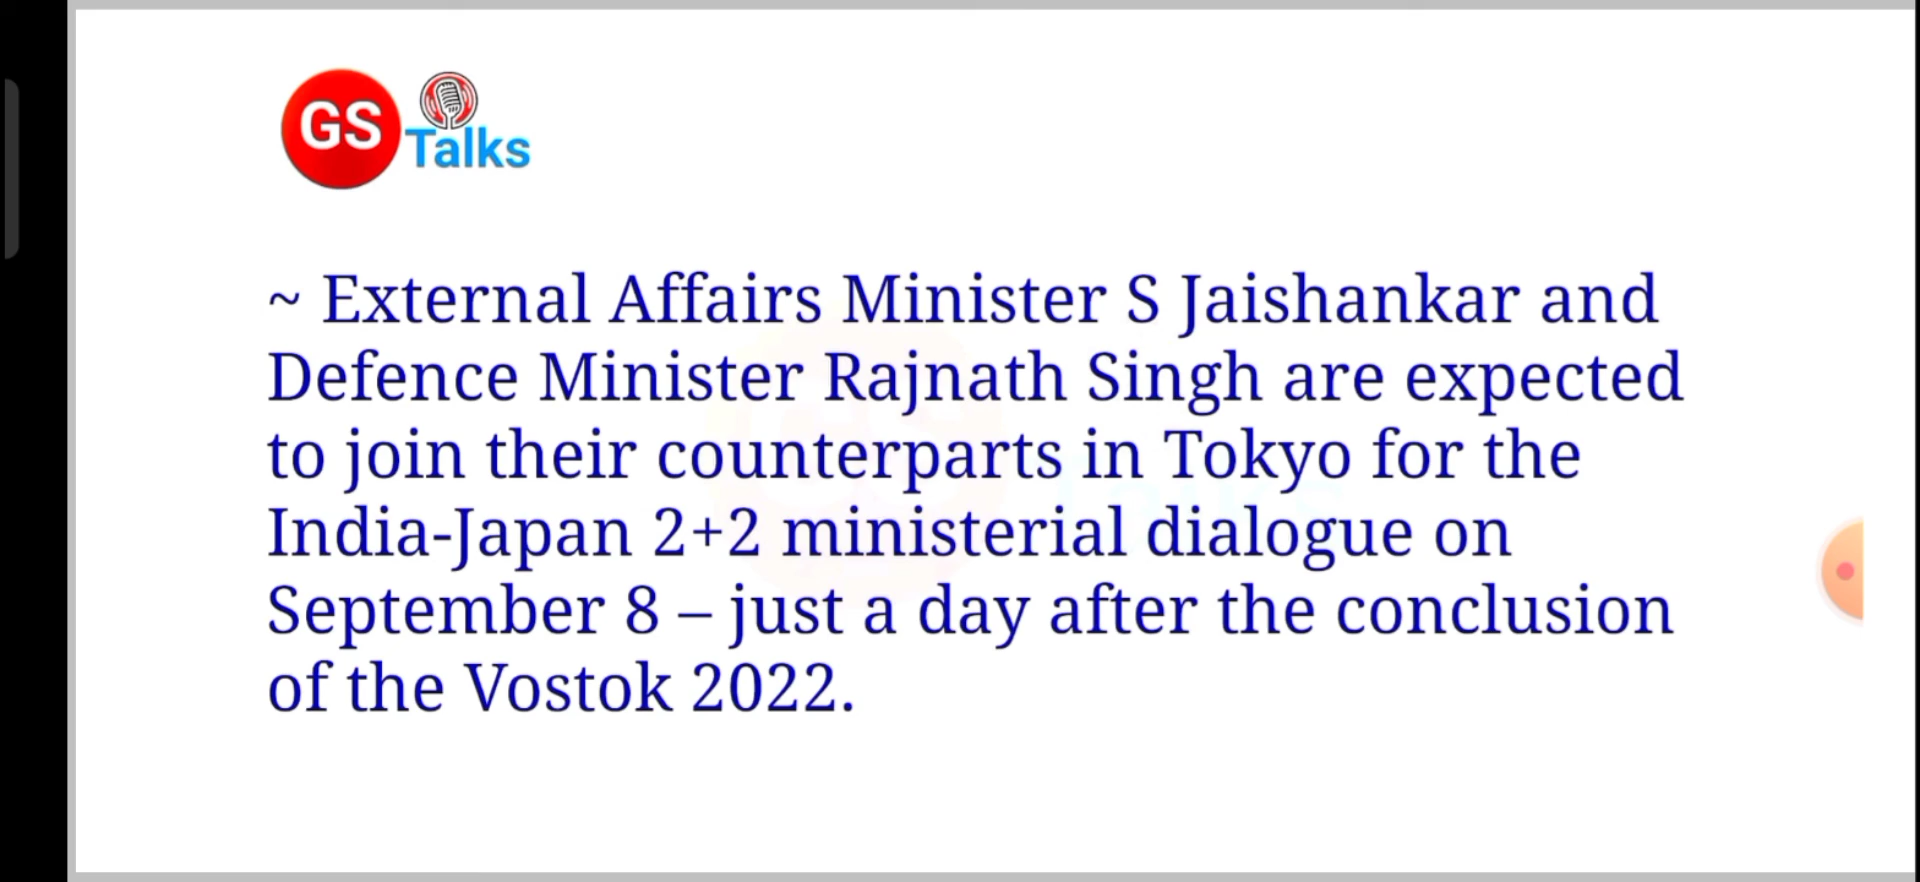 GS
Talks
~ External Affairs Minister S Jaishankar and
Defence Minister Rajnath Singh are expected
to join their counterparts in Tokyo for the
India-Japan 2+2 ministerial dialogue on
September 8 – just a day after the conclusion
of the Vostok 2022.